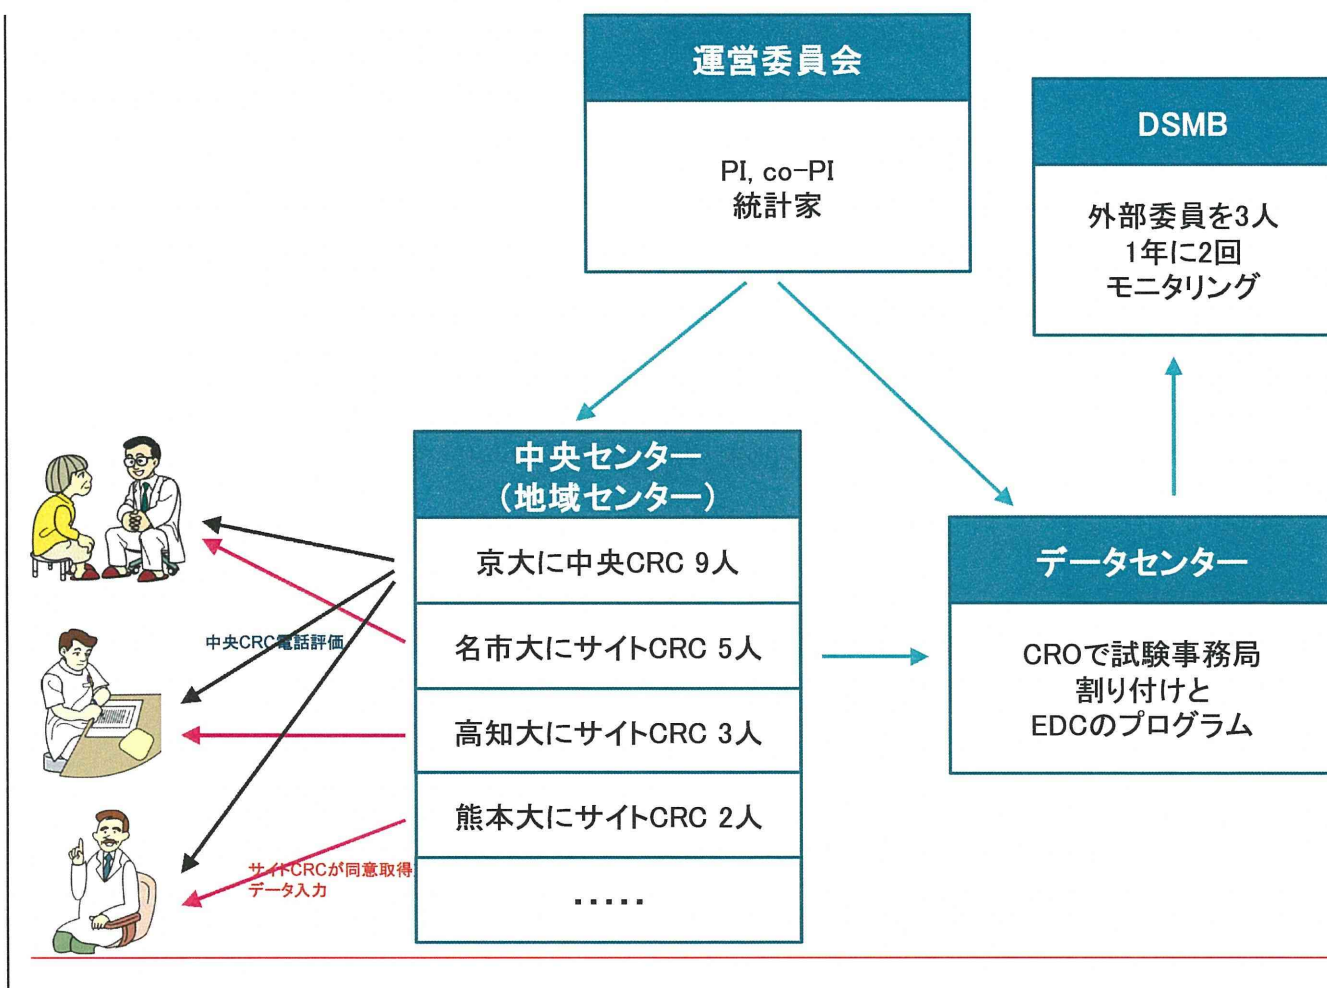 運営委員会
PI, co-PI
統計家
DSMB
外部委員を3人
1年に2回
モニタリング
中央センター
(地域センター)
京大に中央CRC 9人
名市大にサイトCRC 5人
高知大にサイトCRC 3人
熊本大にサイトCRC 2人
.....
中央CRC電話評価
サイトCRCが同意取得
データ入力
データセンター
CROで試験事務局
割り付けと
EDCのプログラム